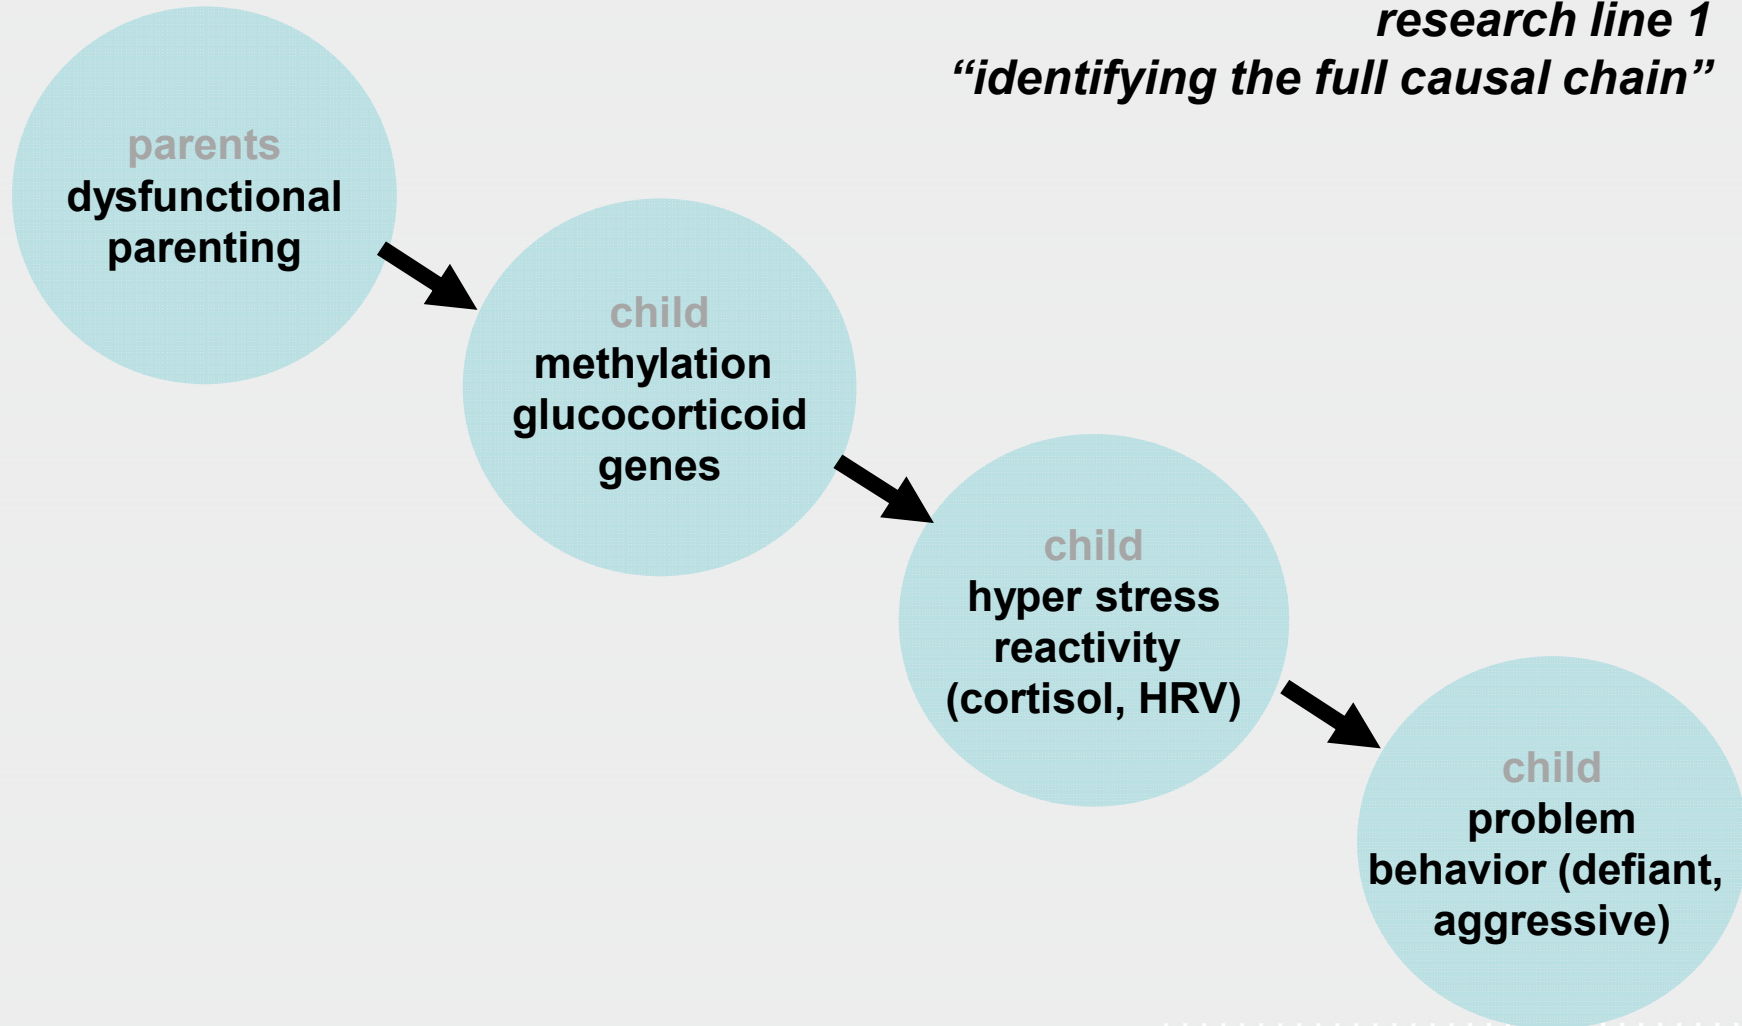 research line 1
“identifying the full causal chain”
parents
dysfunctional
parenting
child
methylation
glucocorticoid
genes
child
hyper stress
reactivity
(cortisol, HRV)
child
problem
behavior (defiant,
aggressive)